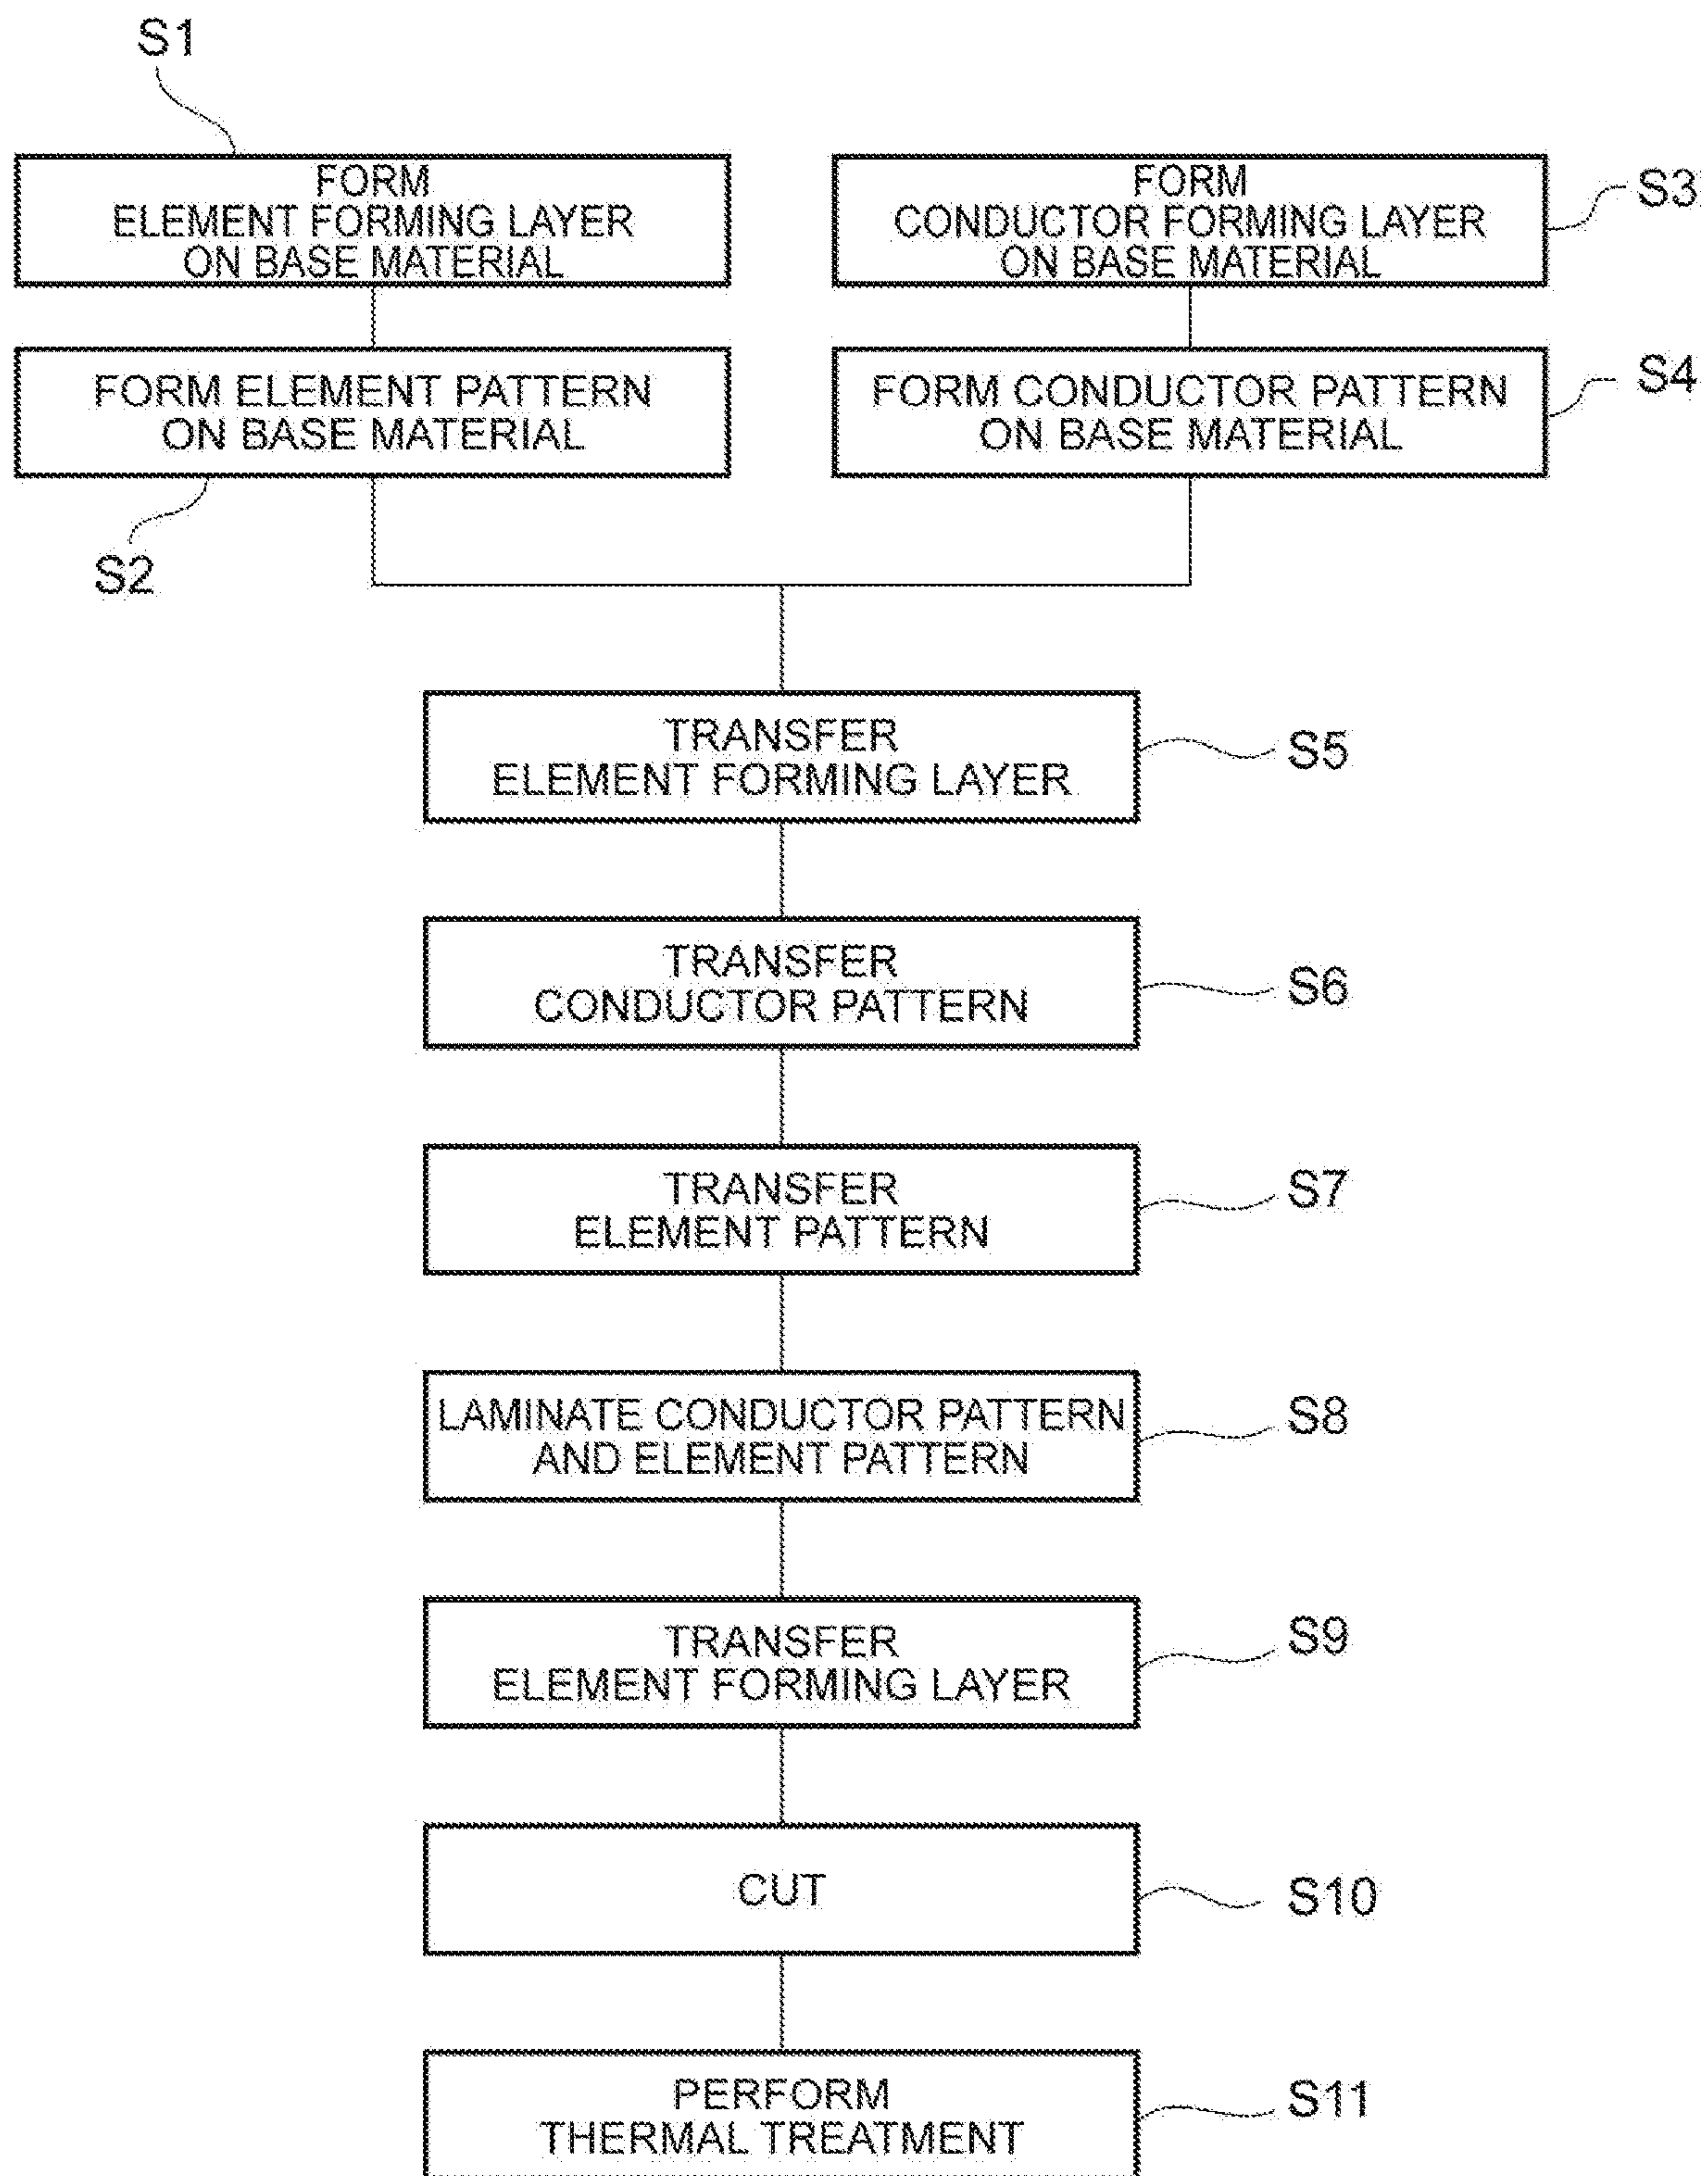 S1
FORM
ELEMENT FORMING LAYER
ON BASE MATERIAL
FORM
CONDUCTOR FORMING LAYER
ON BASE MATERIAL
S3
FORM ELEMENT PATTERN
ON BASE MATERIAL
S2
FORM CONDUCTOR PATTERN
ON BASE MATERIAL
S4
TRANSFER
ELEMENT FORMING LAYER
S5
TRANSFER
CONDUCTOR PATTERN
S6
TRANSFER
ELEMENT PATTERN
S7
LAMINATE CONDUCTOR PATTERN
AND ELEMENT PATTERN
S8
TRANSFER
ELEMENT FORMING LAYER
S9
CUT
S10
PERFORM
THERMAL TREATMENT
S11